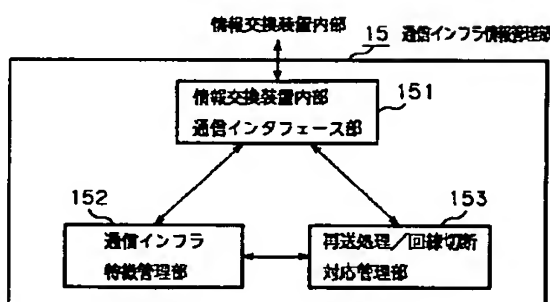 情報交換装置内部
15 通信インフラ情報管理部
情報交換装置内部
通信インタフェース部
151
152
通信インフラ
特徴管理部
153
再送処理/回線切断
対応管理部